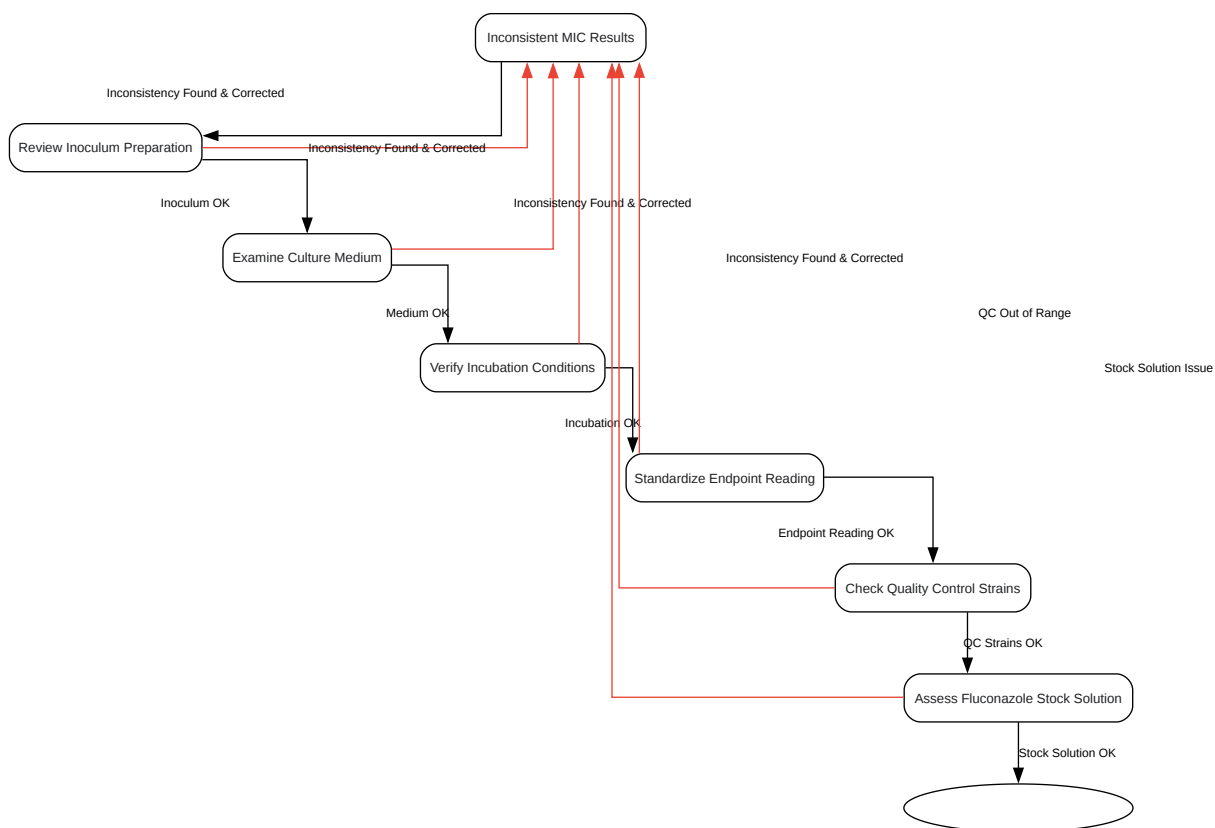 Inconsistent MIC Results
Inconsistency Found & Corrected
Review Inoculum Preparation
Inconsistency Found & Corrected
Inoculum OK
Inconsistency Found & Corrected
Examine Culture Medium
Inconsistency Found & Corrected
Medium OK
QC Out of Range
Verify Incubation Conditions
Stock Solution Issue
Incubation OK
Standardize Endpoint Reading
Endpoint Reading OK
Check Quality Control Strains
QC Strains OK
Assess Fluconazole Stock Solution
Stock Solution OK